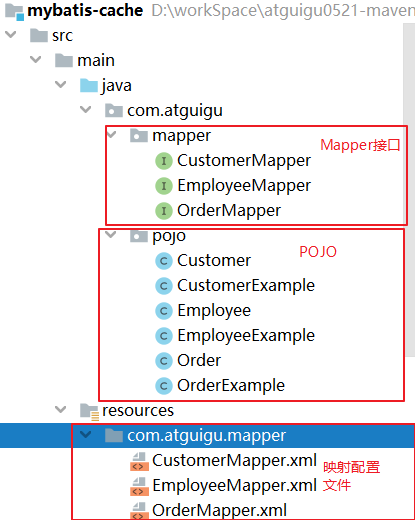 mybatis-cache D:\workSpace\atguigu0521-maven
src
main
java
com.atguigu
mapper
Mapper接口
CustomerMapper
EmployeeMapper
OrderMapper
pojo
POJO
Customer
CustomerExample
Employee
EmployeeExample
Order
OrderExample
resources
com.atguigu.mapper
CustomerMapper.xml
映射配置
EmployeeMapper.xml
文件
OrderMapper.xml